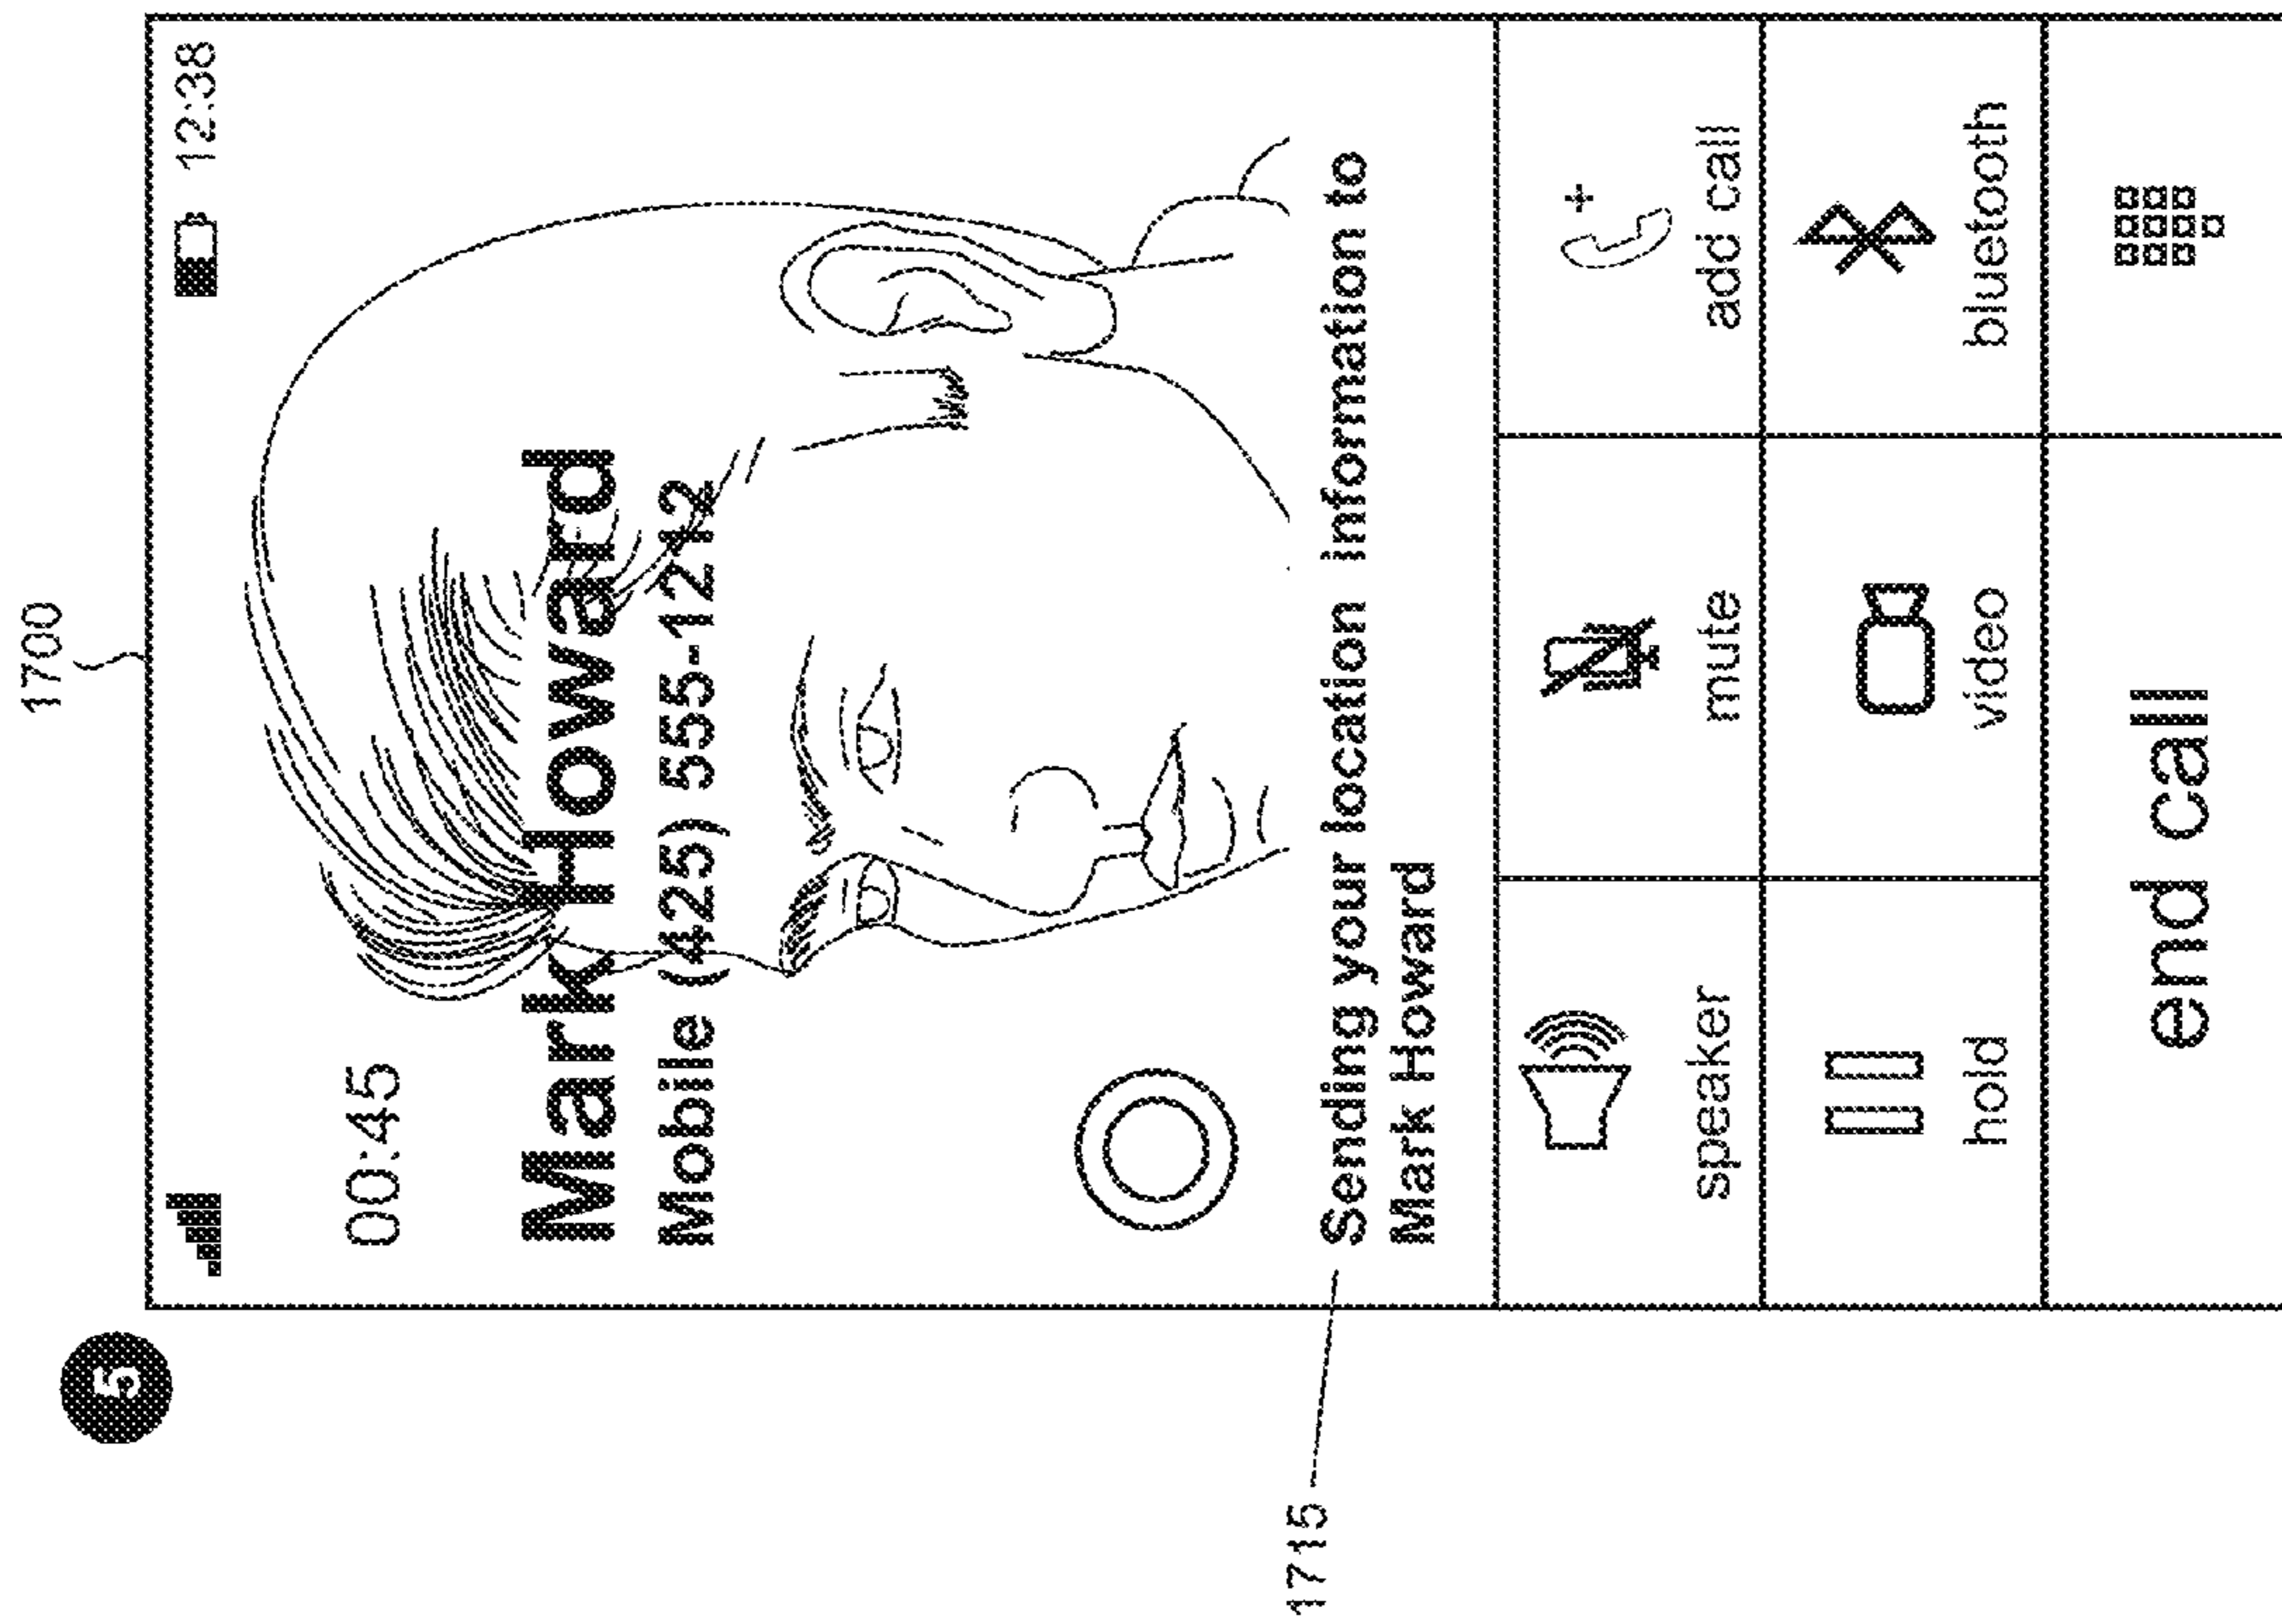 5
1700
12:38
00:45
Mark Howard
Mobile (425) 555-1212
1715
Sending your location information to
Mark Howard
speaker
mute
add call
hold
video
bluetooth
end call